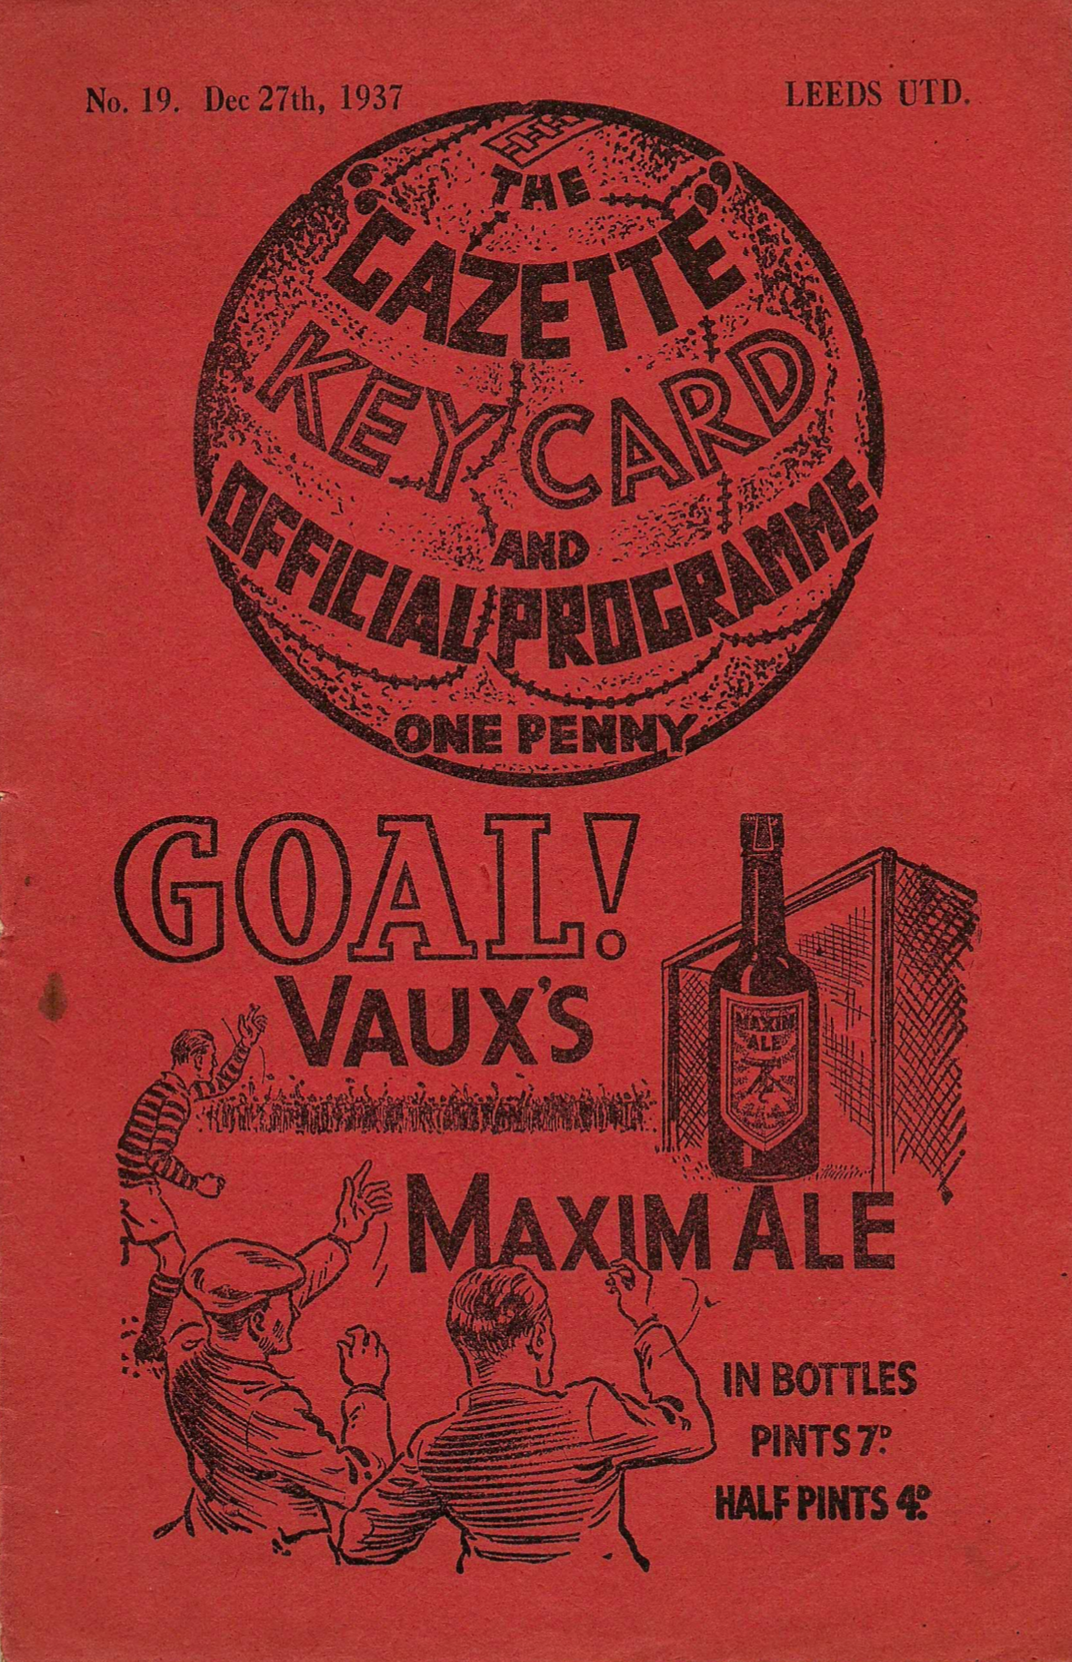 No. 19. Dec 27th, 1937
LEEDS UTD.
THE
'GAZETTE'
KEY CARD
AND
OFFICIAL PROGRAMME
ONE PENNY
GOAL!
VAUX'S
MAXIM
ALE
MAXIM ALE
IN BOTTLES
PINTS 7D.
HALF PINTS 4D.